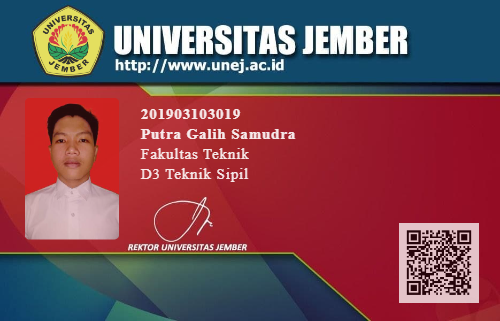 UNIVERSITAS
JEMBER
UNIVERSITAS JEMBER
http://www.unej.ac.id
201903103019
Putra Galih Samudra
Fakultas Teknik
D3 Teknik Sipil
REKTOR UNIVERSITAS JEMBER